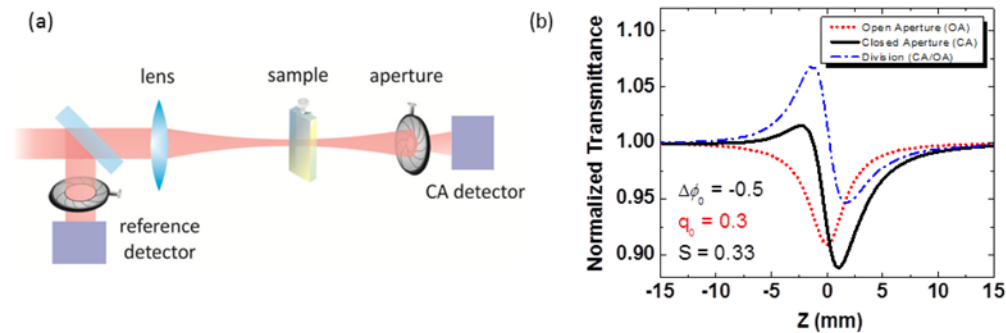 (a)
lens
sample
aperture
CA detector
reference
detector
(b)
Normalized Transmittance
1.10
1.05
1.00
0.95
0.90
Open Aperture (OA)
Closed Aperture (CA)
Division (CA/OA)
Δϕ₀ = -0.5
q₀ = 0.3
S = 0.33
-15 -10 -5 0 5 10 15
Z (mm)